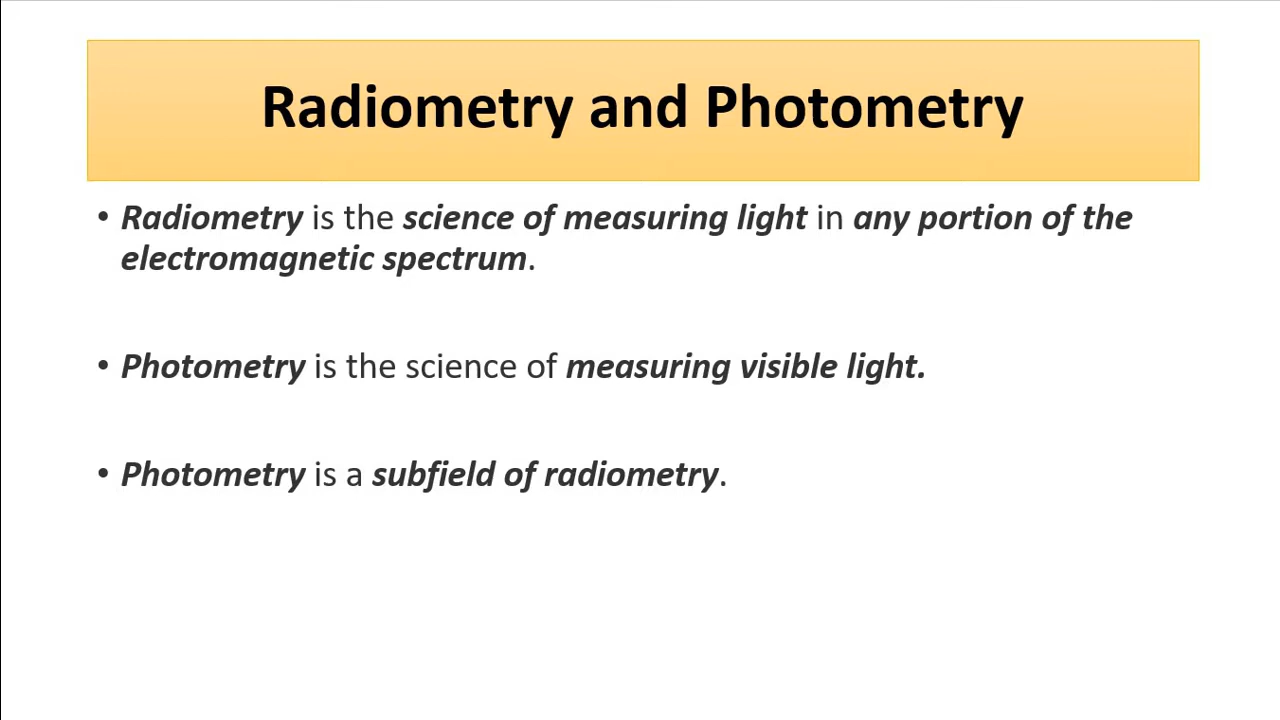 Radiometry and Photometry
• Radiometry is the science of measuring light in any portion of the
electromagnetic spectrum.
• Photometry is the science of measuring visible light.
• Photometry is a subfield of radiometry.